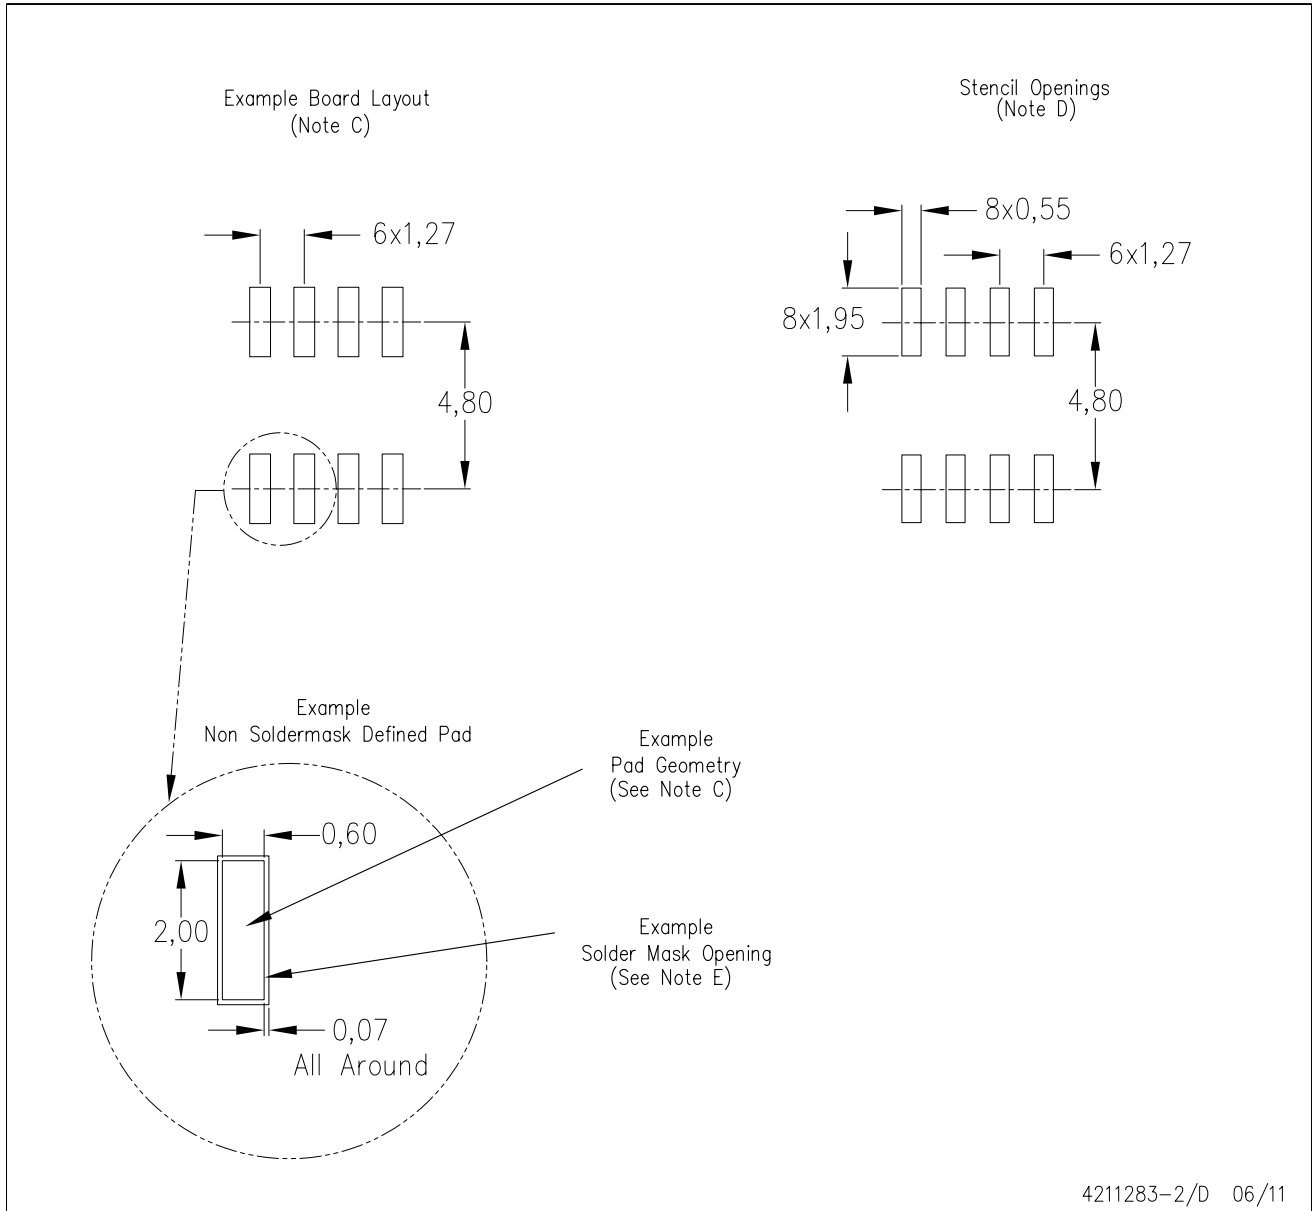 Example Board Layout
(Note C)
6x1,27
4,80
Stencil Openings
(Note D)
8x0,55
6x1,27
8x1,95
4,80
Example
Non Soldermask Defined Pad
0,60
2,00
0,07
All Around
Example
Pad Geometry
(See Note C)
Example
Solder Mask Opening
(See Note E)
4211283-2/D 06/11